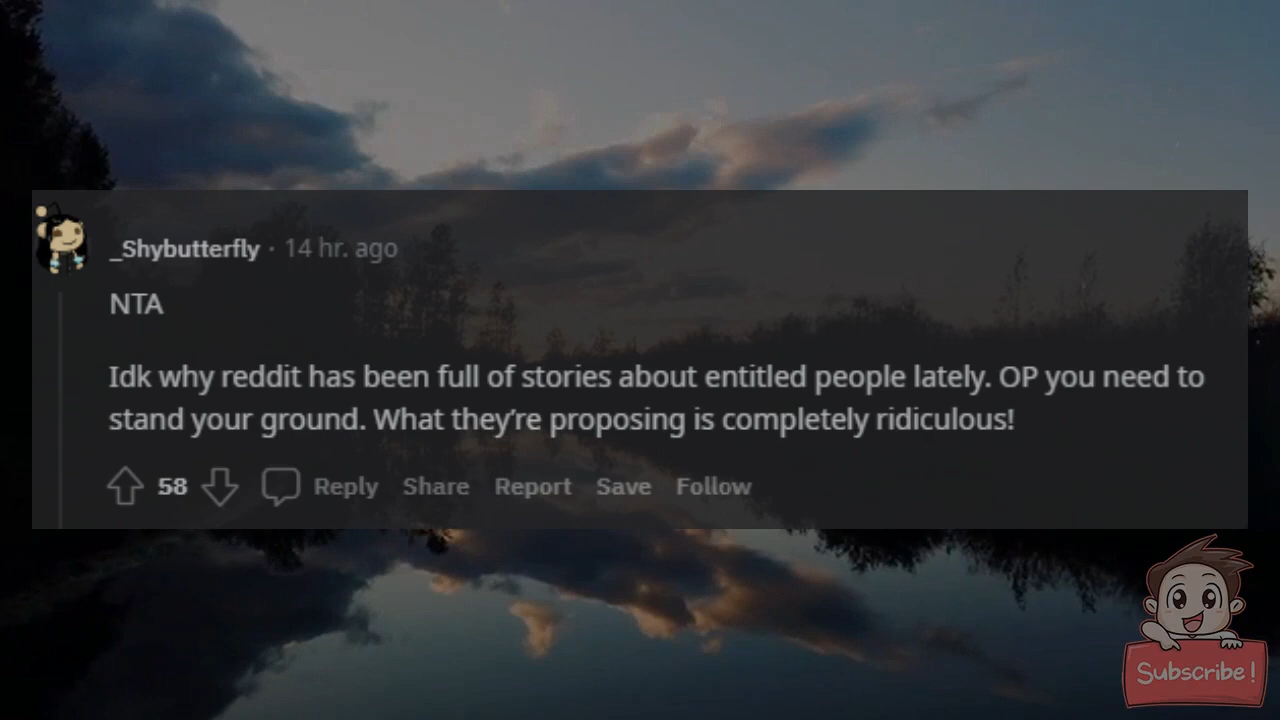 _Shybutterfly · 14 hr. ago
NTA
Idk why reddit has been full of stories about entitled people lately. OP you need to
stand your ground. What they’re proposing is completely ridiculous!
58 Reply Share Report Save Follow
Subscribe!